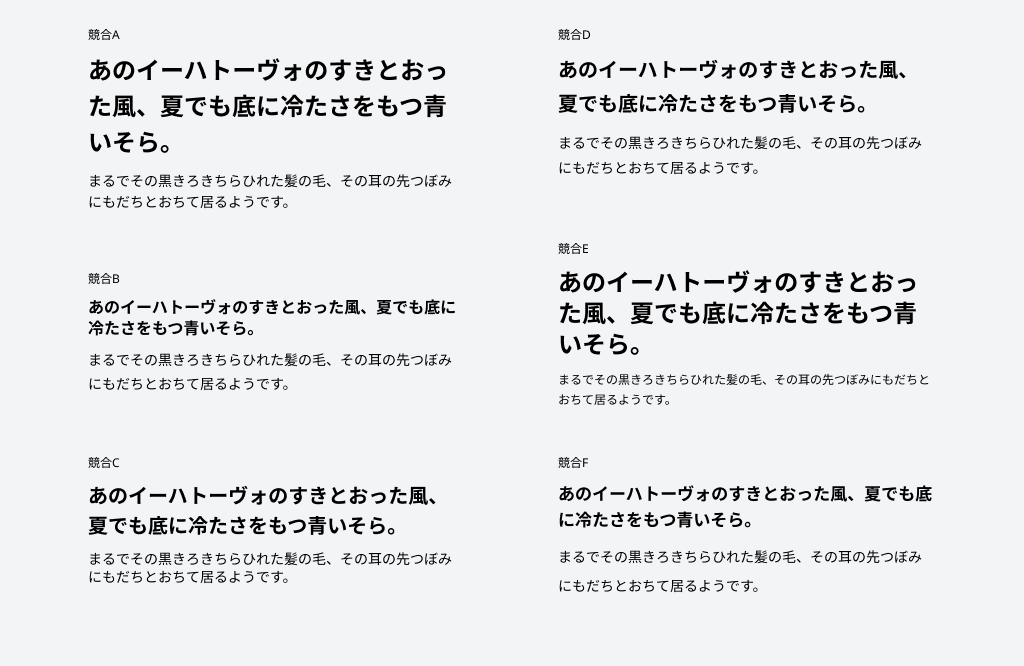 競合A
あのイーハトーヴォのすきとおっ
た風、夏でも底に冷たさをもつ青
いそら。
まるでその黒きろきちらひれた髪の毛、その耳の先つぼみ
にもだちとおちて居るようです。
競合B
あのイーハトーヴォのすきとおった風、夏でも底に
冷たさをもつ青いそら。
まるでその黒きろきちらひれた髪の毛、その耳の先つぼみ
にもだちとおちて居るようです。
競合C
あのイーハトーヴォのすきとおった風、
夏でも底に冷たさをもつ青いそら。
まるでその黒きろきちらひれた髪の毛、その耳の先つぼみ
にもだちとおちて居るようです。
競合D
あのイーハトーヴォのすきとおった風、
夏でも底に冷たさをもつ青いそら。
まるでその黒きろきちらひれた髪の毛、その耳の先つぼみ
にもだちとおちて居るようです。
競合E
あのイーハトーヴォのすきとおっ
た風、夏でも底に冷たさをもつ青
いそら。
まるでその黒きろきちらひれた髪の毛、その耳の先つぼみにもだちと
おちて居るようです。
競合F
あのイーハトーヴォのすきとおった風、夏でも底
に冷たさをもつ青いそら。
まるでその黒きろきちらひれた髪の毛、その耳の先つぼみ
にもだちとおちて居るようです。